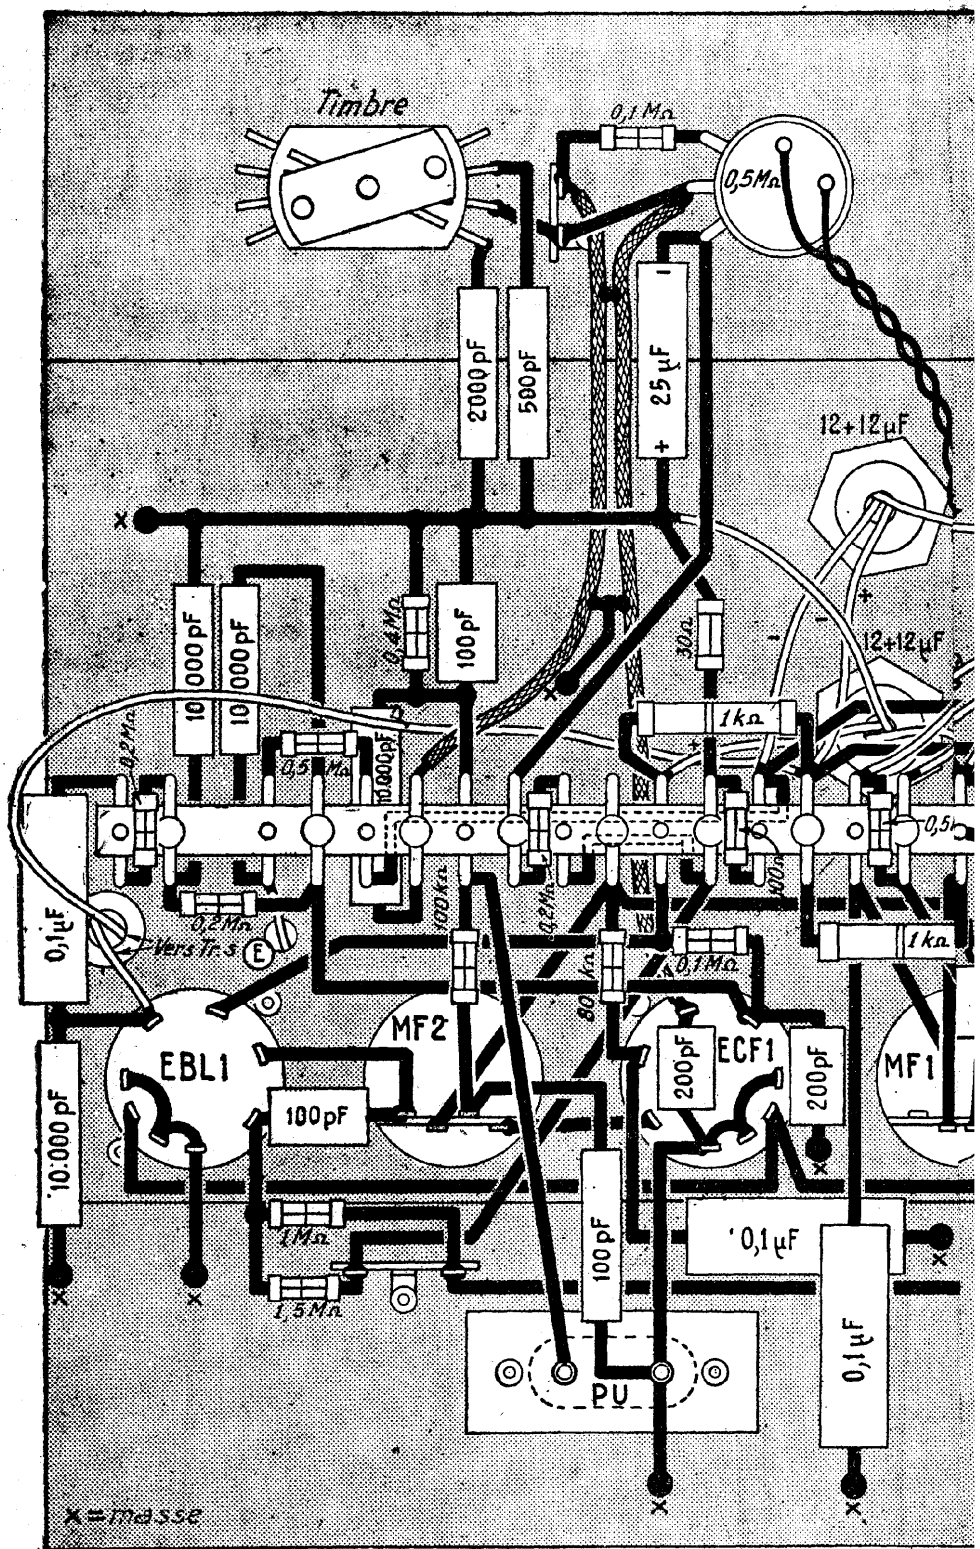 Timbre
0,1 MΩ
0,5 MΩ
2000 pF
500 pF
-
25 µF
+
12+12 µF
x
0,4 MΩ
100 pF
30Ω
+
-
-
12+12 µF
x
1 kΩ
+
0,2 MΩ
0,5 MΩ
10.000 pF
x
0,5
100Ω
0,1 µF
0,2 MΩ
Vers Tr. s
E
100 kΩ
0,2 MΩ
80 kΩ
0,1 MΩ
1 kΩ
EBL1
MF2
ECF1
MF1
10.000 pF
100 pF
200 pF
200 pF
x
1 MΩ
1,5 MΩ
100 pF
0,1 µF
x
x
x
0,1 µF
PU
x
x
x = masse